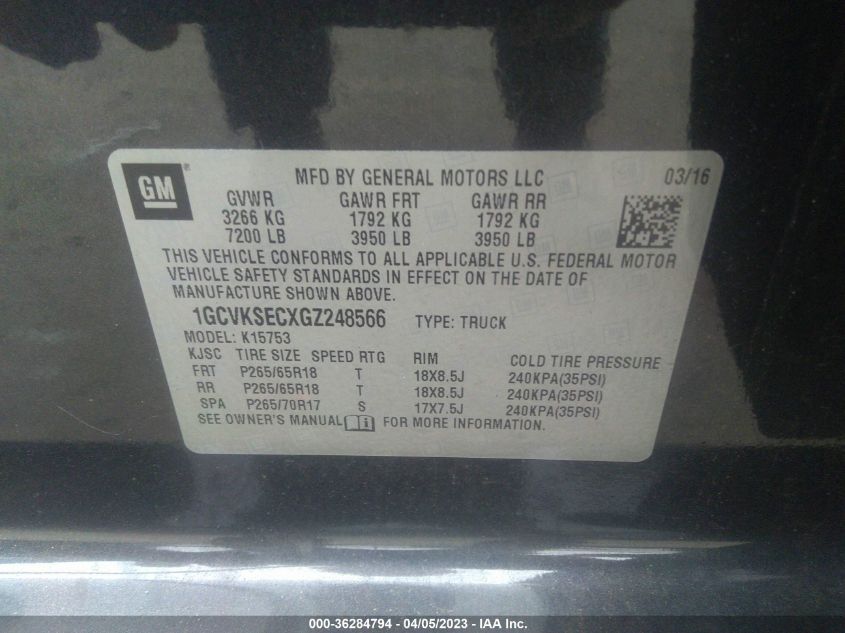 GM MFD BY GENERAL MOTORS LLC 03/16
GVWR GAWR FRT GAWR RR
3266 KG 1792 KG 1792 KG
7200 LB 3950 LB 3950 LB
THIS VEHICLE CONFORMS TO ALL APPLICABLE U.S. FEDERAL MOTOR
VEHICLE SAFETY STANDARDS IN EFFECT ON THE DATE OF
MANUFACTURE SHOWN ABOVE.
1GCVKSECXGZ248566 TYPE: TRUCK
MODEL: K15753
KJSC TIRE SIZE SPEED RTG RIM COLD TIRE PRESSURE
FRT P265/65R18 T 18X8.5J 240KPA(35PSI)
RR P265/65R18 T 18X8.5J 240KPA(35PSI)
SPA P265/70R17 S 17X7.5J 240KPA(35PSI)
SEE OWNER'S MANUAL i FOR MORE INFORMATION.
000-36284794 - 04/05/2023 - IAA Inc.